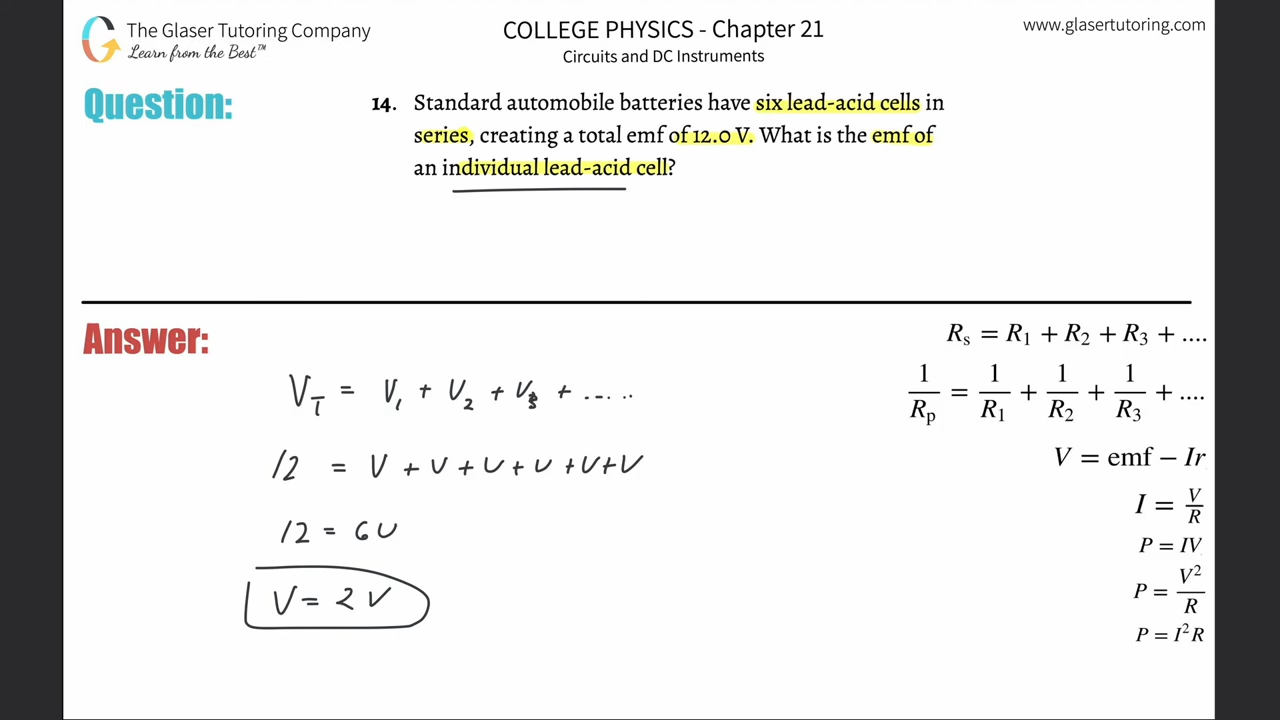 The Glaser Tutoring Company
Learn from the Best™
COLLEGE PHYSICS - Chapter 21
Circuits and DC Instruments
www.glasertutoring.com
Question:
14. Standard automobile batteries have six lead-acid cells in
series, creating a total emf of 12.0 V. What is the emf of
an individual lead-acid cell?
Answer:
V_T = V_1 + V_2 + V_3 + .....
12 = V + V + V + V + V + V
12 = 6V
V = 2 V
R_s = R_1 + R_2 + R_3 + ....
1/R_p = 1/R_1 + 1/R_2 + 1/R_3 + ....
V = emf − Ir
I = V/R
P = IV
P = V²/R
P = I²R